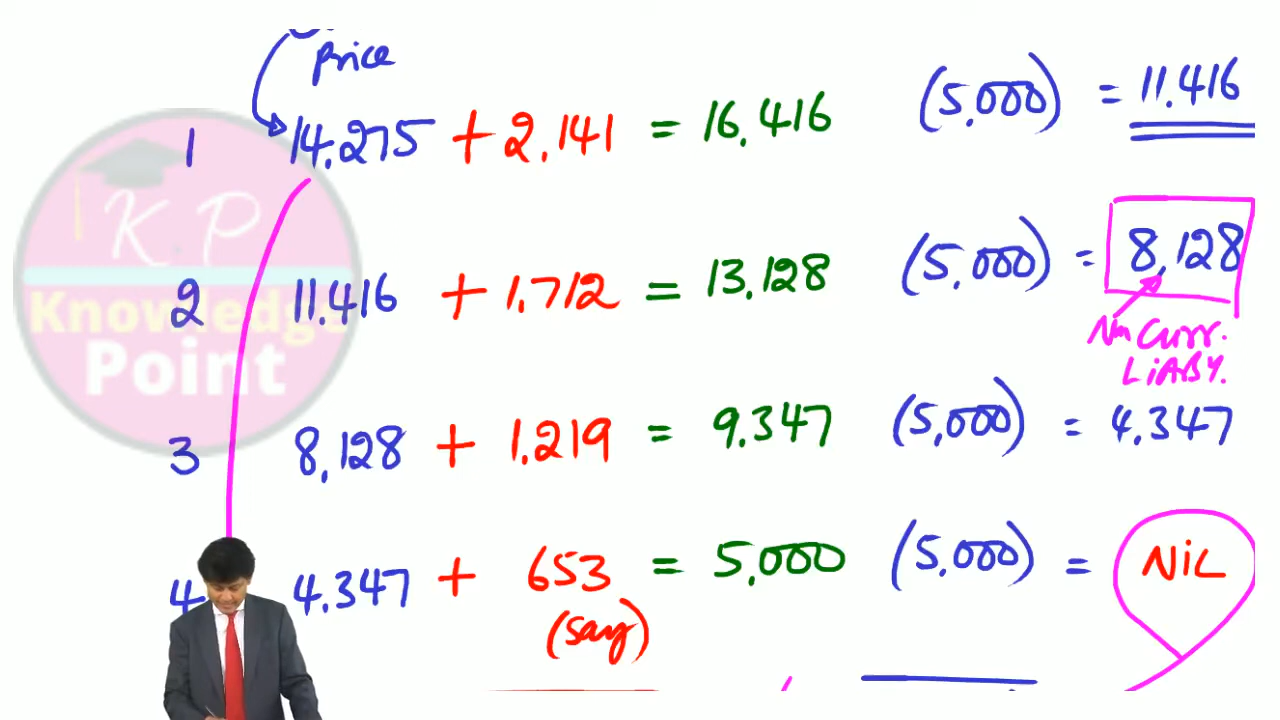 Price
1 14.275 + 2.141 = 16.416 (5,000) = 11.416
2 11.416 + 1.712 = 13.128 (5,000) = 8,128
Non Curr.
LiABY.
3 8,128 + 1.219 = 9.347 (5,000) = 4.347
4 4.347 + 653 = 5,000 (5,000) = NiL
(say)
K P
Knowledge
Point